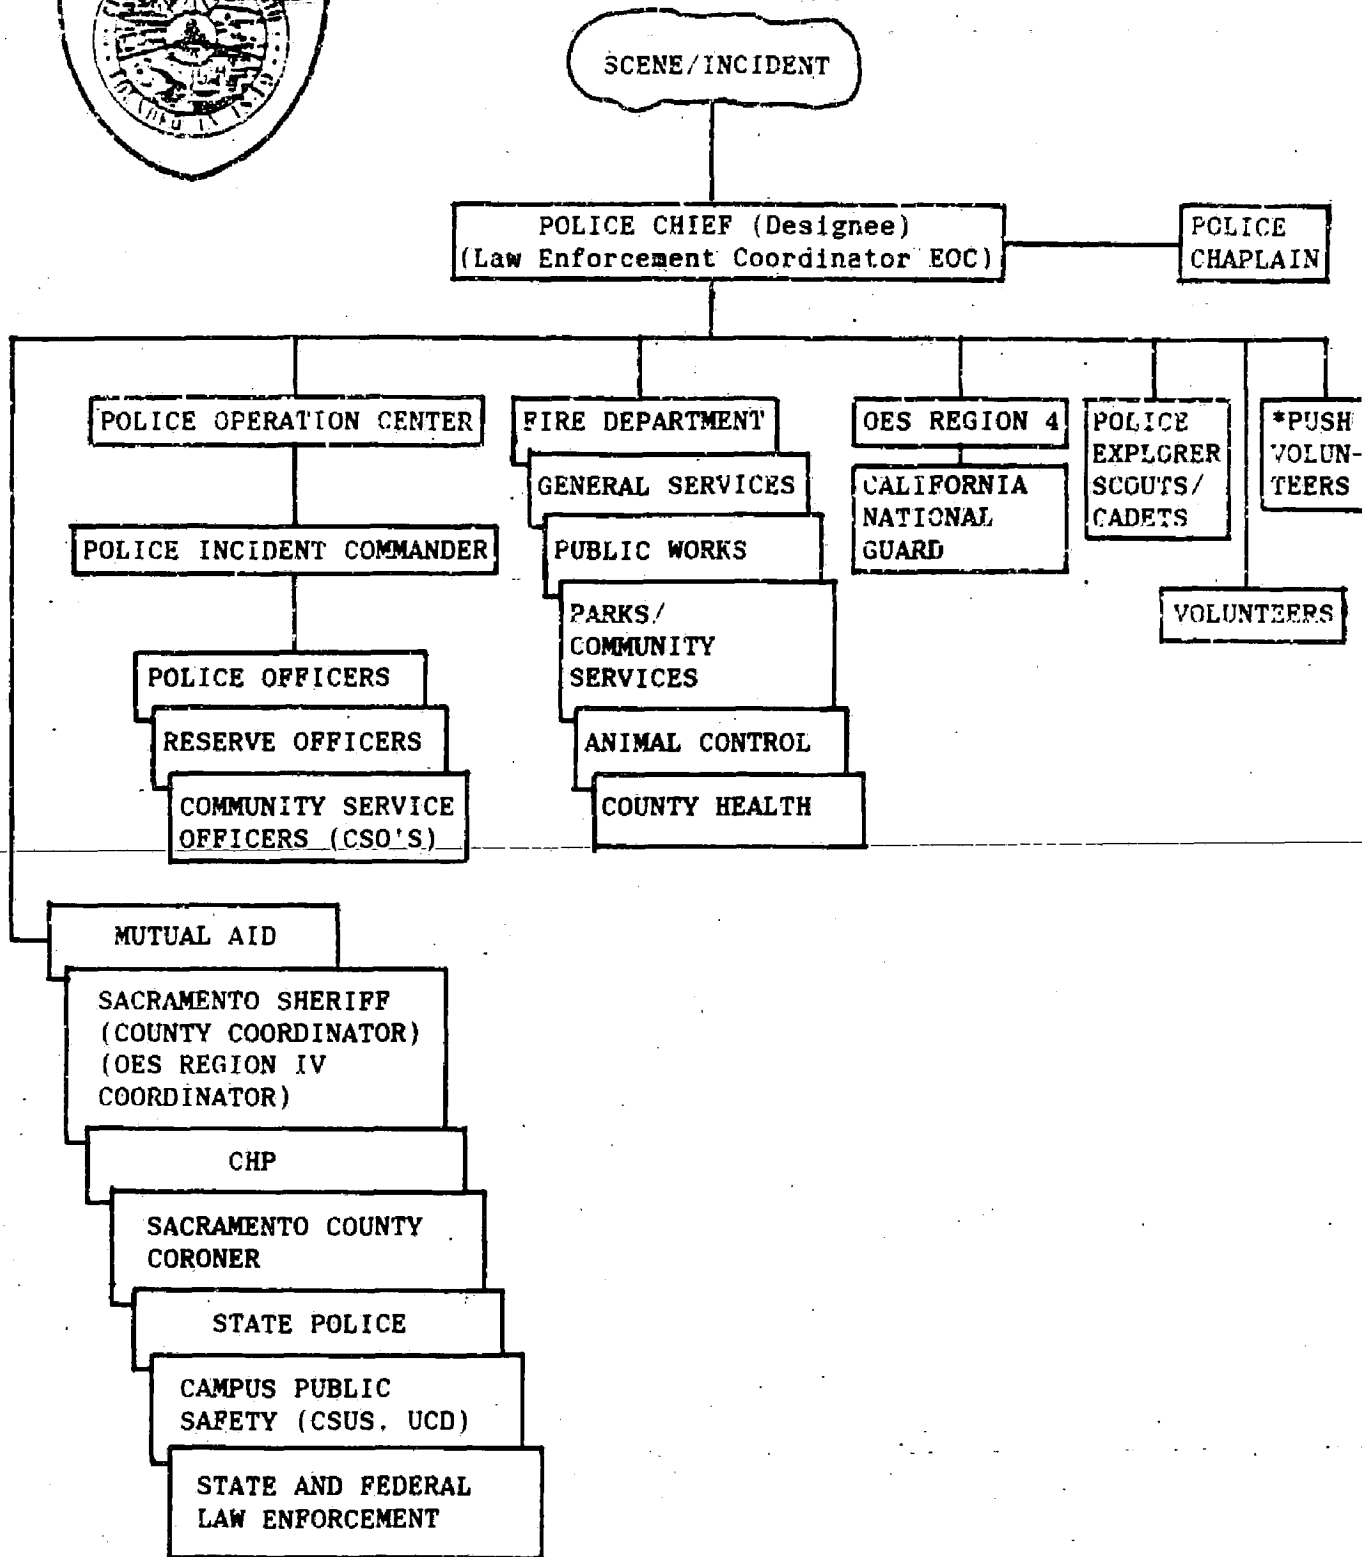 SCENE/INCIDENT
POLICE CHIEF (Designee)
(Law Enforcement Coordinator EOC)
POLICE
CHAPLAIN
POLICE OPERATION CENTER
POLICE INCIDENT COMMANDER
POLICE OFFICERS
RESERVE OFFICERS
COMMUNITY SERVICE
OFFICERS (CSO'S)
FIRE DEPARTMENT
GENERAL SERVICES
PUBLIC WORKS
PARKS/
COMMUNITY
SERVICES
ANIMAL CONTROL
COUNTY HEALTH
OES REGION 4
CALIFORNIA
NATIONAL
GUARD
POLICE
EXPLORER
SCOUTS/
CADETS
*PUSH
VOLUN-
TEERS
VOLUNTEERS
MUTUAL AID
SACRAMENTO SHERIFF
(COUNTY COORDINATOR)
(OES REGION IV
COORDINATOR)
CHP
SACRAMENTO COUNTY
CORONER
STATE POLICE
CAMPUS PUBLIC
SAFETY (CSUS, UCD)
STATE AND FEDERAL
LAW ENFORCEMENT